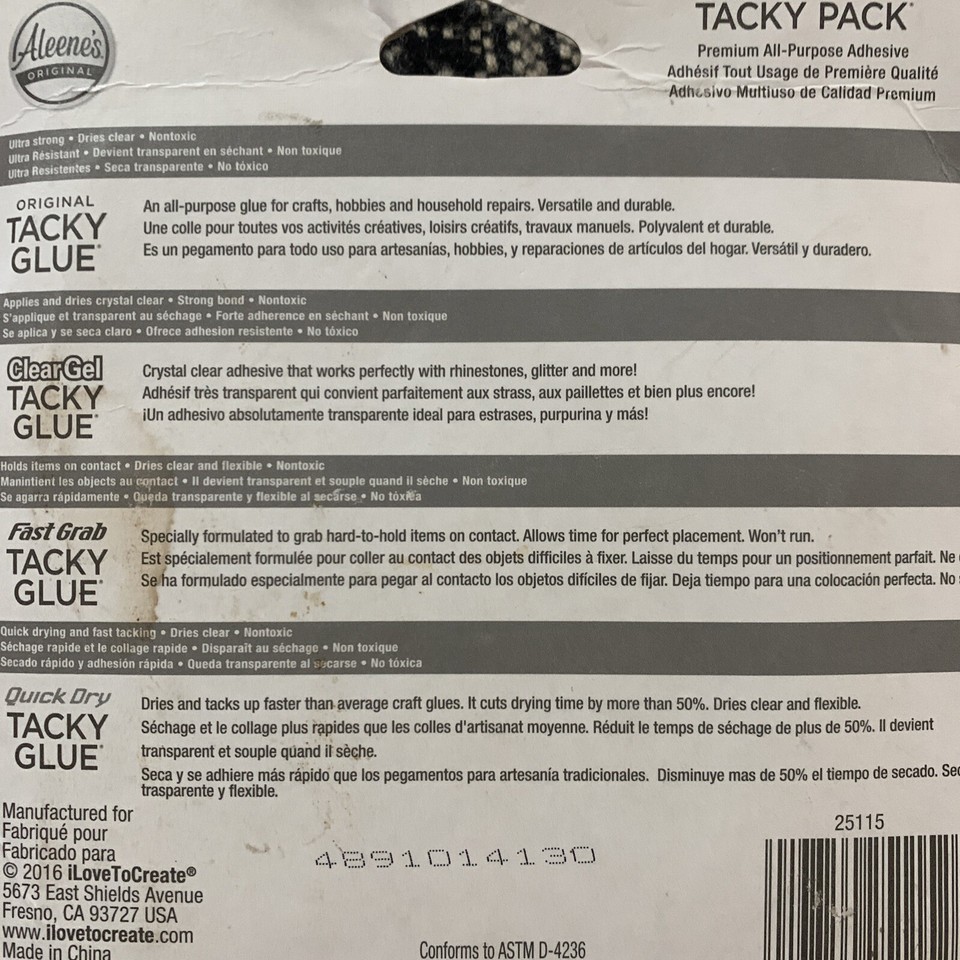 Aleene's
ORIGINAL
TACKY PACK®
Premium All-Purpose Adhesive
Adhésif Tout Usage de Première Qualité
Adhesivo Multiuso de Calidad Premium
Ultra strong • Dries clear • Nontoxic
Ultra Résistant • Devient transparent en séchant • Non toxique
Ultra Resistentes • Seca transparente • No tóxico
ORIGINAL
TACKY
GLUE®
An all-purpose glue for crafts, hobbies and household repairs. Versatile and durable.
Une colle pour toutes vos activités créatives, loisirs créatifs, travaux manuels. Polyvalent et durable.
Es un pegamento para todo uso para artesanías, hobbies, y reparaciones de artículos del hogar. Versátil y duradero.
Applies and dries crystal clear • Strong bond • Nontoxic
S'applique et transparent au séchage • Forte adherence en séchant • Non toxique
Se aplica y se seca claro • Ofrece adhesion resistente • No tóxico
Clear Gel
TACKY
GLUE®
Crystal clear adhesive that works perfectly with rhinestones, glitter and more!
Adhésif très transparent qui convient parfaitement aux strass, aux paillettes et bien plus encore!
¡Un adhesivo absolutamente transparente ideal para estrases, purpurina y más!
Holds items on contact • Dries clear and flexible • Nontoxic
Manintient les objects au contact • Il devient transparent et souple quand il sèche • Non toxique
Se agarra rápidamente • Queda transparente y flexible al secarse • No tóxica
Fast Grab
TACKY
GLUE®
Specially formulated to grab hard-to-hold items on contact. Allows time for perfect placement. Won't run.
Est spécialement formulée pour coller au contact des objets difficiles à fixer. Laisse du temps pour un positionnement parfait. Ne
Se ha formulado especialmente para pegar al contacto los objetos difíciles de fijar. Deja tiempo para una colocación perfecta. No
Quick drying and fast tacking • Dries clear • Nontoxic
Séchage rapide et le collage rapide • Disparaît au séchage • Non toxique
Secado rápido y adhesión rápida • Queda transparente al secarse • No tóxica
Quick Dry
TACKY
GLUE®
Dries and tacks up faster than average craft glues. It cuts drying time by more than 50%. Dries clear and flexible.
Séchage et le collage plus rapides que les colles d'artisanat moyenne. Réduit le temps de séchage de plus de 50%. Il devient
transparent et souple quand il sèche.
Seca y se adhiere más rápido que los pegamentos para artesanía tradicionales. Disminuye mas de 50% el tiempo de secado.
trasparente y flexible.
Manufactured for
Fabriqué pour
Fabricado para
© 2016 iLoveToCreate®
5673 East Shields Avenue
Fresno, CA 93727 USA
www.ilovetocreate.com
Made in China
4891014130
Conforms to ASTM D-4236
25115